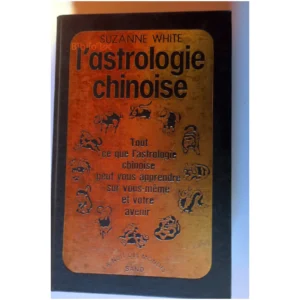 SUZANNE WHITE
l'astrologie
chinoise
Tout
ce que l'astrologie
chinoise
peut vous apprendre
sur vous-même
et votre
avenir